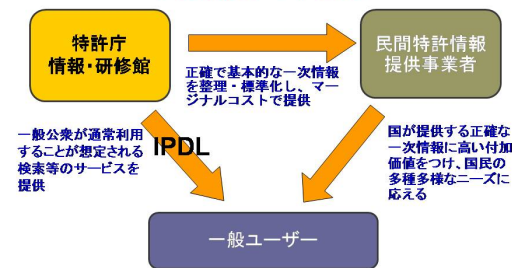 特許庁
情報・研修館
民間特許情報
提供事業者
正確で基本的な一次情報
を整理・標準化し、マー
ジナルコストで提供
一般公衆が通常利用
することが想定される
検索等のサービスを
提供
IPDL
国が提供する正確な
一次情報に高い付加
価値をつけ、国民の
多種多様なニーズに
応える
一般ユーザー